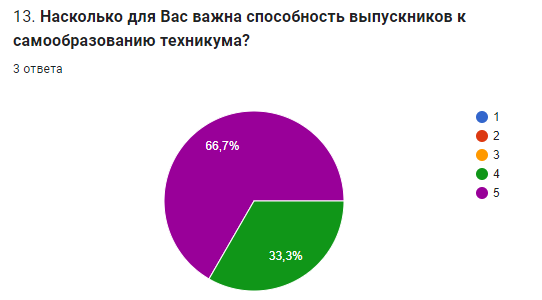 13. Насколько для Вас важна способность выпускников к
самообразованию техникума?
3 ответа
66,7%
33,3%
1
2
3
4
5